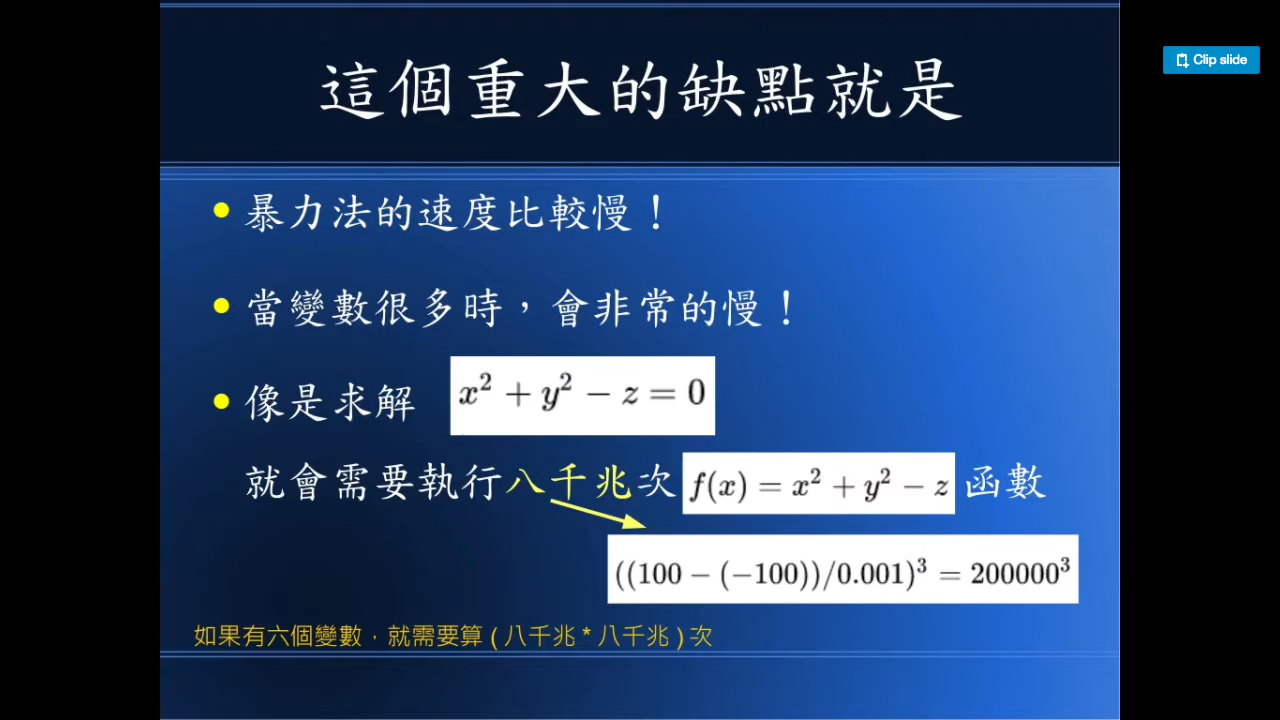 Clip slide
這個重大的缺點就是
• 暴力法的速度比較慢！
• 當變數很多時，會非常的慢！
• 像是求解 x² + y² − z = 0
就會需要執行八千兆次 f(x) = x² + y² − z 函數
((100 − (−100))/0.001)³ = 200000³
如果有六個變數，就需要算 ( 八千兆 * 八千兆 ) 次